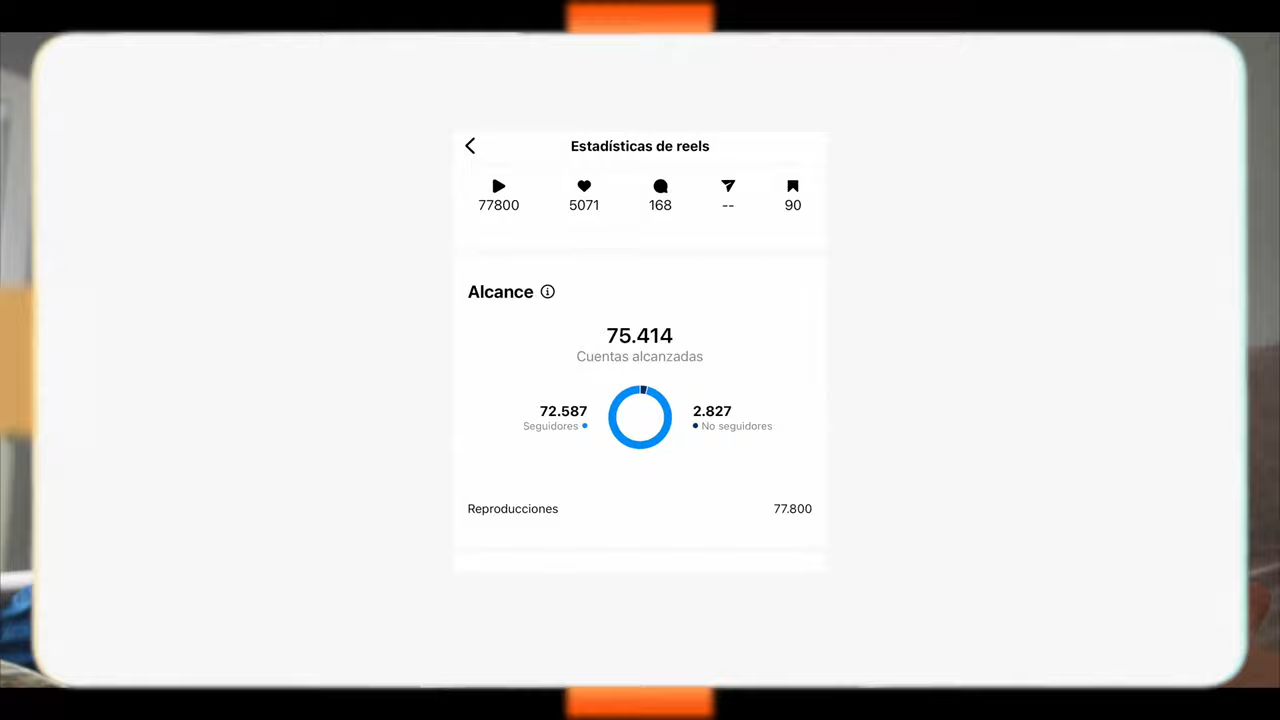 Estadísticas de reels
77800 5071 168 -- 90
Alcance
75.414
Cuentas alcanzadas
72.587 2.827
Seguidores No seguidores
Reproducciones 77.800